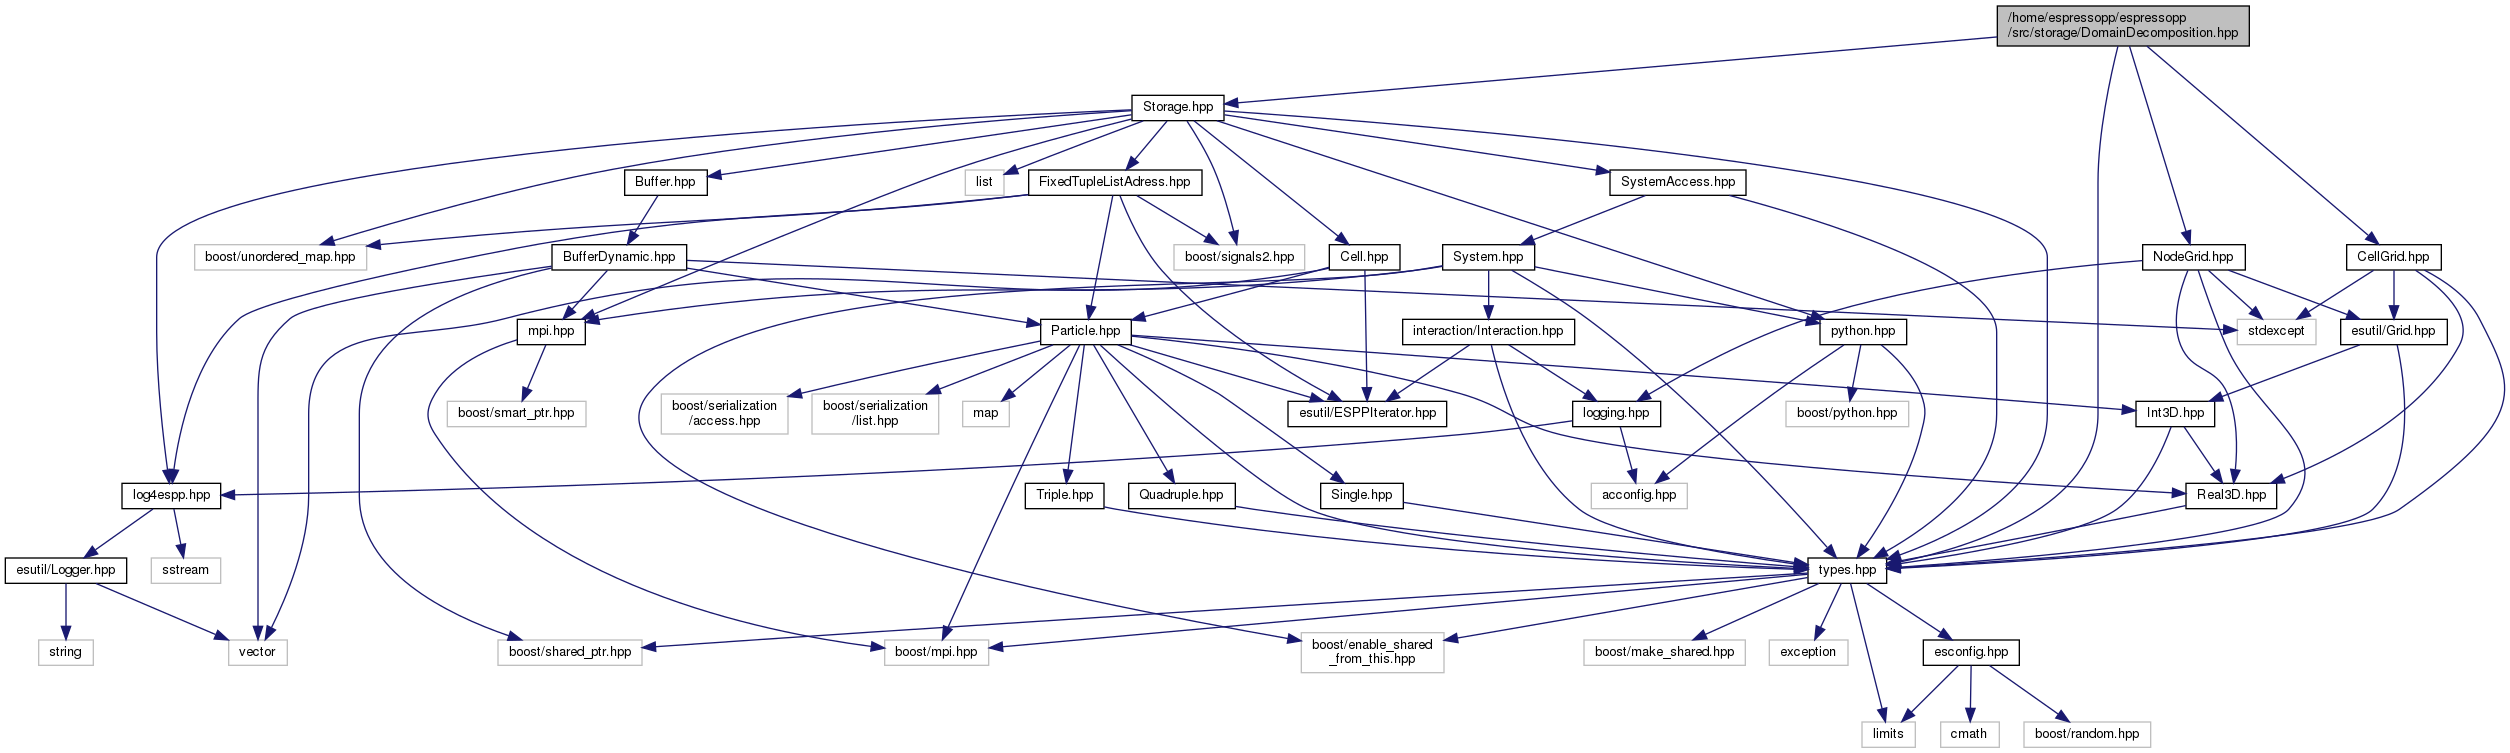 /home/espressopp/espressopp
/src/storage/DomainDecomposition.hpp
Storage.hpp
Buffer.hpp
list
FixedTupleListAdress.hpp
SystemAccess.hpp
boost/unordered_map.hpp
BufferDynamic.hpp
boost/signals2.hpp
Cell.hpp
System.hpp
NodeGrid.hpp
CellGrid.hpp
mpi.hpp
Particle.hpp
interaction/Interaction.hpp
python.hpp
stdexcept
esutil/Grid.hpp
boost/smart_ptr.hpp
boost/serialization
/access.hpp
boost/serialization
/list.hpp
map
esutil/ESPPIterator.hpp
logging.hpp
boost/python.hpp
Int3D.hpp
log4espp.hpp
Triple.hpp
Quadruple.hpp
Single.hpp
acconfig.hpp
Real3D.hpp
esutil/Logger.hpp
sstream
types.hpp
string
vector
boost/shared_ptr.hpp
boost/mpi.hpp
boost/enable_shared
_from_this.hpp
boost/make_shared.hpp
exception
esconfig.hpp
limits
cmath
boost/random.hpp